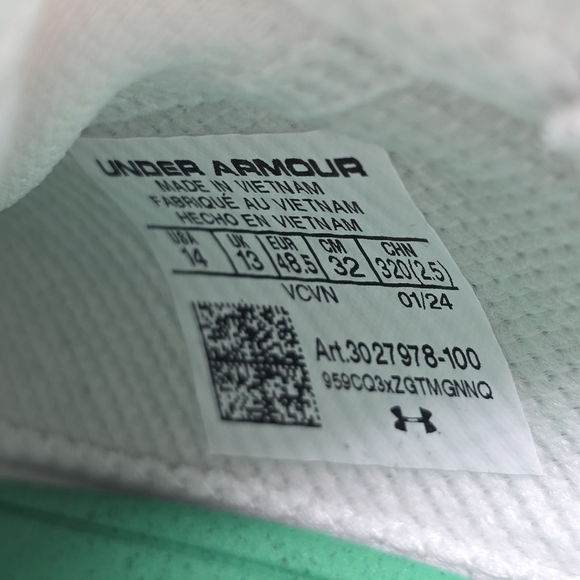 UNDER ARMOUR
MADE IN VIETNAM
FABRIQUÉ AU VIETNAM
HECHO EN VIETNAM
USA UK EUR CM CHN
14 13 48.5 32 320(2.5)
VCVN 01/24
Art.3027978-100
959CQ3xZGTMGNNQ